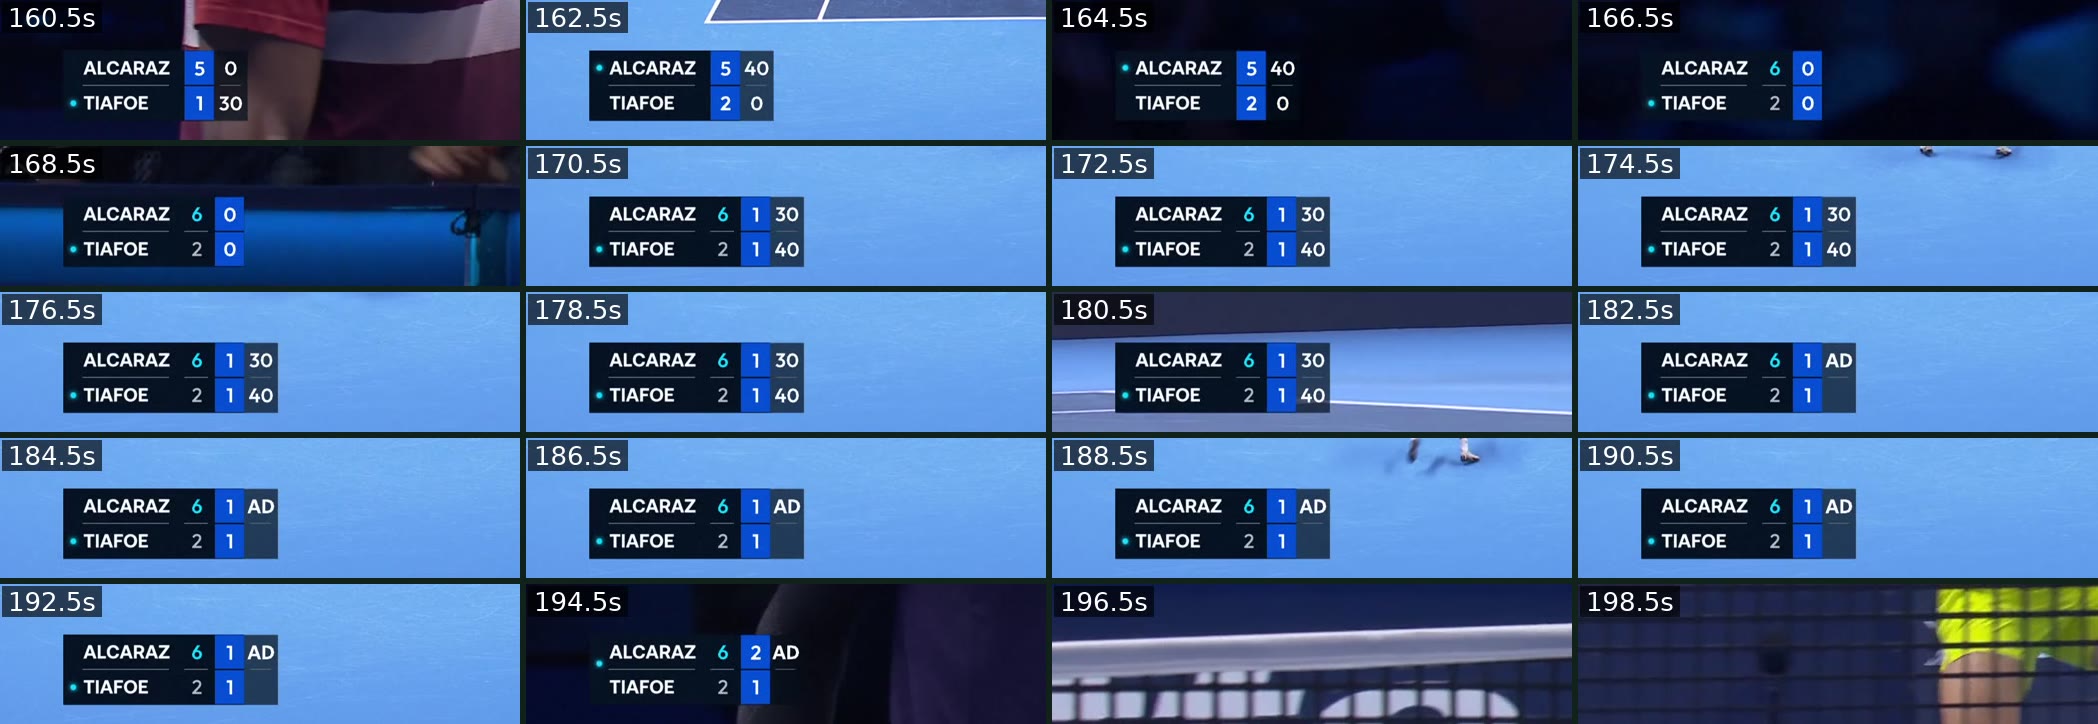 160.5s
ALCARAZ 5 0
TIAFOE 1 30
162.5s
ALCARAZ 5 40
TIAFOE 2 0
164.5s
ALCARAZ 5 40
TIAFOE 2 0
166.5s
ALCARAZ 6 0
TIAFOE 2 0
168.5s
ALCARAZ 6 0
TIAFOE 2 0
170.5s
ALCARAZ 6 1 30
TIAFOE 2 1 40
172.5s
ALCARAZ 6 1 30
TIAFOE 2 1 40
174.5s
ALCARAZ 6 1 30
TIAFOE 2 1 40
176.5s
ALCARAZ 6 1 30
TIAFOE 2 1 40
178.5s
ALCARAZ 6 1 30
TIAFOE 2 1 40
180.5s
ALCARAZ 6 1 30
TIAFOE 2 1 40
182.5s
ALCARAZ 6 1 AD
TIAFOE 2 1
184.5s
ALCARAZ 6 1 AD
TIAFOE 2 1
186.5s
ALCARAZ 6 1 AD
TIAFOE 2 1
188.5s
ALCARAZ 6 1 AD
TIAFOE 2 1
190.5s
ALCARAZ 6 1 AD
TIAFOE 2 1
192.5s
ALCARAZ 6 1 AD
TIAFOE 2 1
194.5s
ALCARAZ 6 2 AD
TIAFOE 2 1
196.5s
198.5s